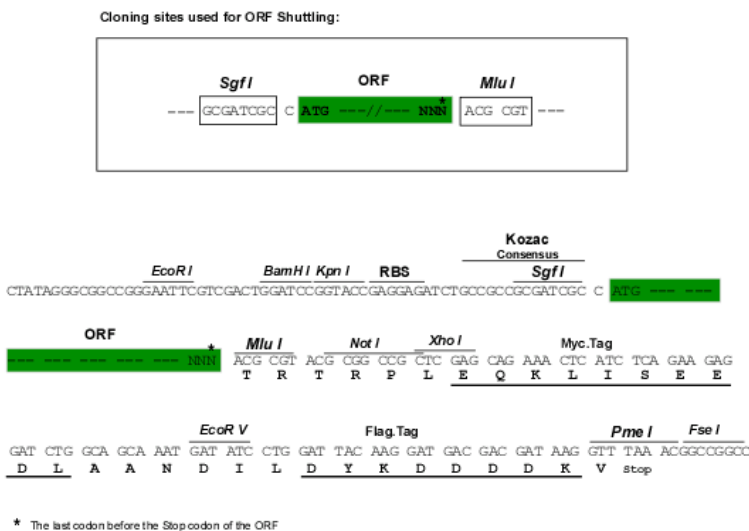 Cloning sites used for ORF Shuttling:
Sgf I ORF Mlu I
--- GCGATCGC C ATG ---//--- NNN* ACG CGT ---
Kozac
Consensus
EcoR I BamH I Kpn I RBS Sgf I
CTATAGGGCGGCCGGGAATTCGTCGACTGGATCCGGTACCGAGGAGATCTGCCGCCGCGATCGC C ATG --- ---
ORF Mlu I Not I Xho I Myc.Tag
--- --- --- --- --- --- NNN* ACG CGT ACG CGG CCG CTC GAG CAG AAA CTC ATC TCA GAA GAG
T R T R P L E Q K L I S E E
EcoR V Flag.Tag Pme I Fse I
GAT CTG GCA GCA AAT GAT ATC CTG GAT TAC AAG GAT GAC GAC GAT AAG GTT TAA ACGGCCGGCC
D L A A N D I L D Y K D D D D K V Stop
* The last codon before the Stop codon of the ORF